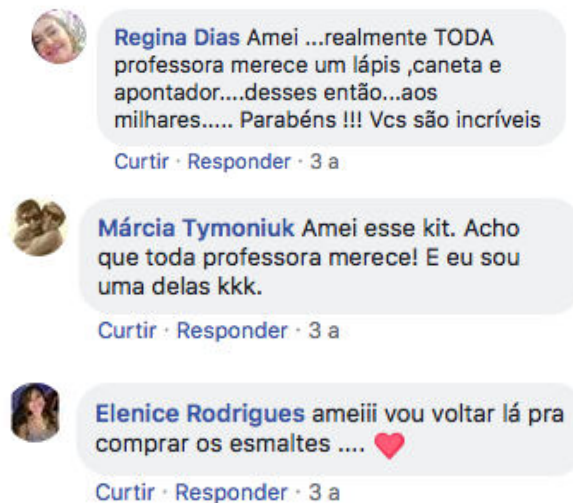 Regina Dias Amei ...realmente TODA
professora merece um lápis ,caneta e
apontador....desses então...aos
milhares..... Parabéns !!! Vcs são incríveis
Curtir · Responder · 3 a
Márcia Tymoniuk Amei esse kit. Acho
que toda professora merece! E eu sou
uma delas kkk.
Curtir · Responder · 3 a
Elenice Rodrigues ameiii vou voltar lá pra
comprar os esmaltes .... ❤
Curtir · Responder · 3 a